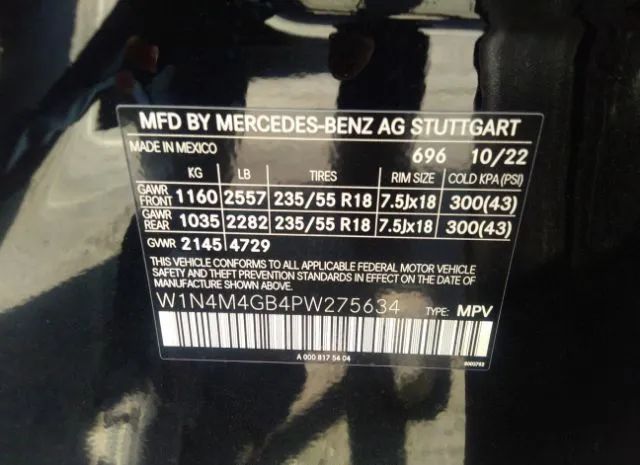 MFD BY MERCEDES-BENZ AG STUTTGART
MADE IN MEXICO 696 10/22
KG LB TIRES RIM SIZE COLD KPA (PSI)
GAWR FRONT 1160 2557 235/55 R18 7.5Jx18 300(43)
GAWR REAR 1035 2282 235/55 R18 7.5Jx18 300(43)
GVWR 2145 4729
THIS VEHICLE CONFORMS TO ALL APPLICABLE FEDERAL MOTOR VEHICLE
SAFETY AND THEFT PREVENTION STANDARDS IN EFFECT ON THE DATE OF
MANUFACTURE SHOWN ABOVE.
W1N4M4GB4PW275634 TYPE: MPV
A 000 817 54 04